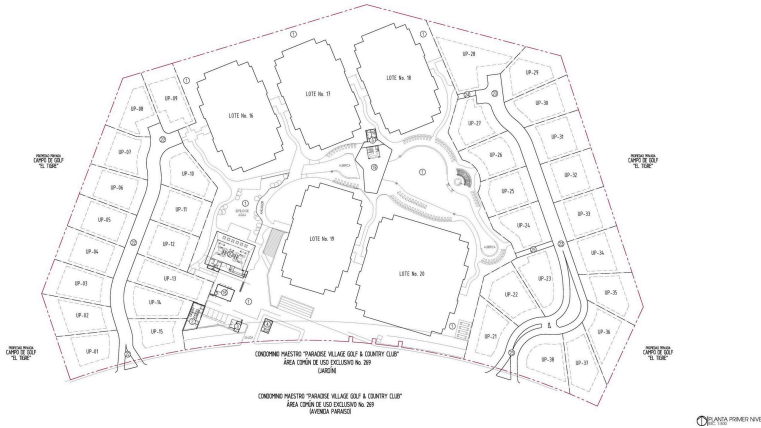 UP-28
UP-29
UP-09
UP-08
LOTE No. 18
LOTE No. 17
UP-30
LOTE No. 16
UP-27
UP-31
UP-07
UP-26
PROPIEDAD PRIVADA
CAMPO DE GOLF
"EL TIGRE"
PROPIEDAD PRIVADA
CAMPO DE GOLF
"EL TIGRE"
UP-10
UP-32
UP-06
UP-25
UP-11
UP-33
UP-05
UP-24
LOTE No. 19
UP-12
UP-34
UP-04
LOTE No. 20
UP-13
UP-23
UP-03
UP-22
UP-35
UP-14
UP-02
UP-15
UP-21
UP-36
UP-01
UP-38
UP-37
PROPIEDAD PRIVADA
CAMPO DE GOLF
"EL TIGRE"
PROPIEDAD PRIVADA
CAMPO DE GOLF
"EL TIGRE"
CONDOMINIO MAESTRO "PARADISE VILLAGE GOLF & COUNTRY CLUB"
ÁREA COMÚN DE USO EXCLUSIVO No. 269
(JARDÍN)
CONDOMINIO MAESTRO "PARADISE VILLAGE GOLF & COUNTRY CLUB"
ÁREA COMÚN DE USO EXCLUSIVO No. 269
(AVENIDA PARAISO)
PLANTA PRIMER NIVE